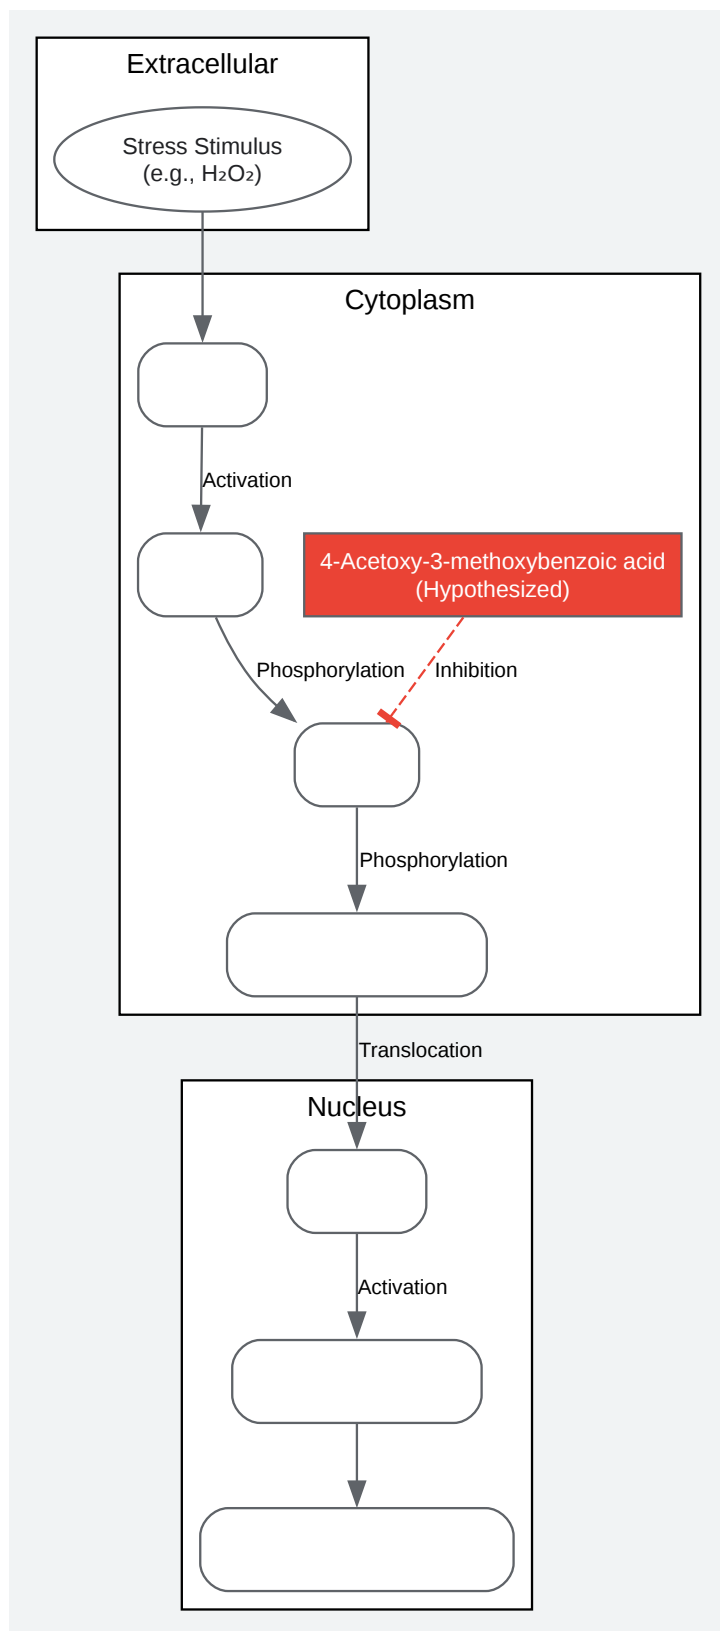 Extracellular
Stress Stimulus
(e.g., H₂O₂)
Cytoplasm
Activation
4-Acetoxy-3-methoxybenzoic acid
(Hypothesized)
Phosphorylation
Inhibition
Phosphorylation
Translocation
Nucleus
Activation